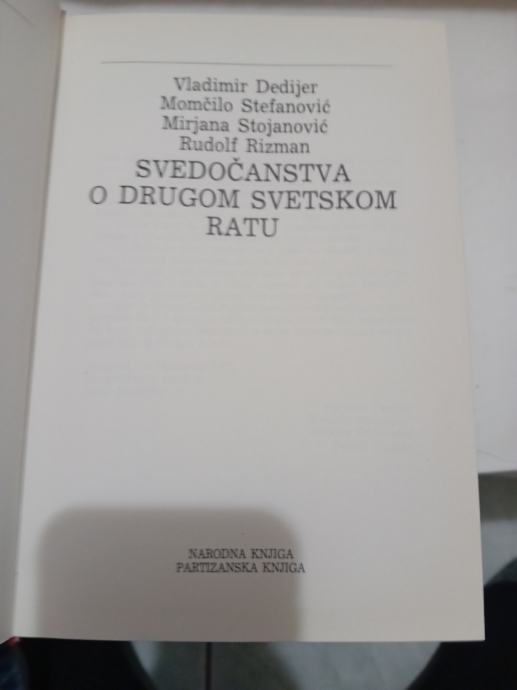 Vladimir Dedijer
Momčilo Stefanović
Mirjana Stojanović
Rudolf Rizman
SVEDOČANSTVA
O DRUGOM SVETSKOM
RATU
NARODNA KNJIGA
PARTIZANSKA KNJIGA